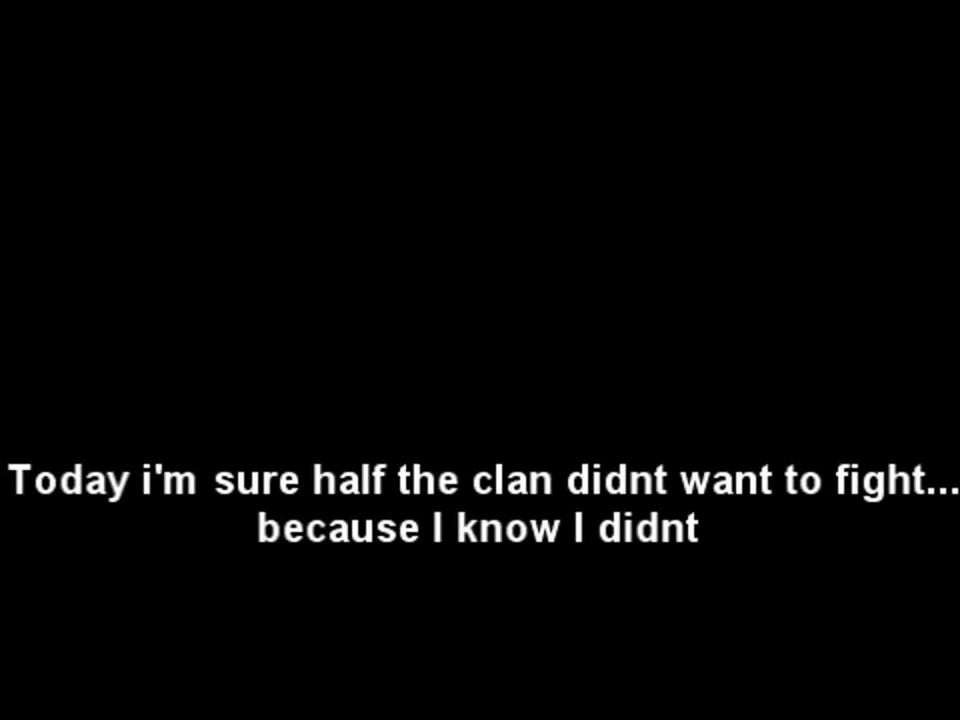 Today i'm sure half the clan didnt want to fight...
because I know I didnt